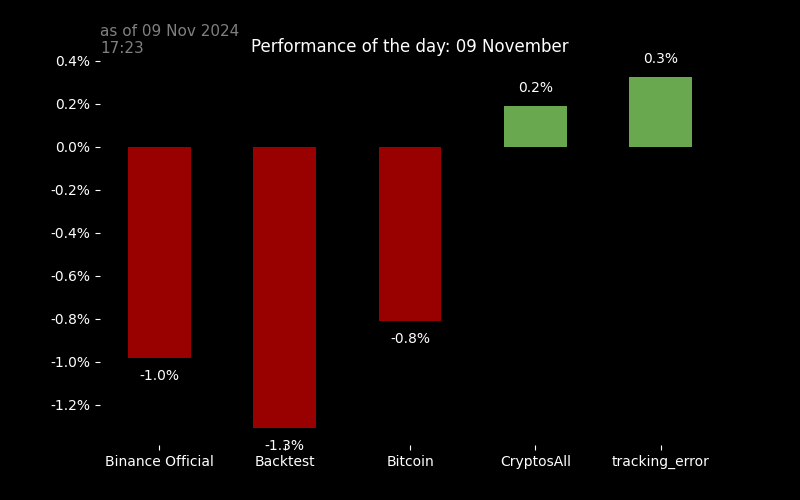 as of 09 Nov 2024
17:23
Performance of the day: 09 November
0.4%
0.2%
0.0%
-0.2%
-0.4%
-0.6%
-0.8%
-1.0%
-1.2%
-1.0%
-1.3%
-0.8%
0.2%
0.3%
Binance Official
Backtest
Bitcoin
CryptosAll
tracking_error